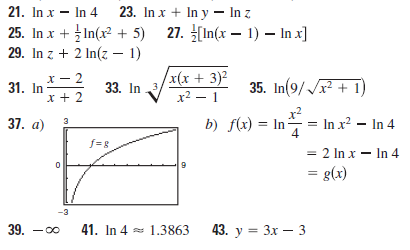 21. ln x − ln 4 23. ln x + ln y − ln z
25. ln x + 1/2 ln(x² + 5) 27. 1/2[ln(x − 1) − ln x]
29. ln z + 2 ln(z − 1)
31. ln (x − 2)/(x + 2) 33. ln ∛(x(x + 3)²/(x² − 1)) 35. ln(9/√(x² + 1))
37. a) 3 b) f(x) = ln x²/4 = ln x² − ln 4
f = g
= 2 ln x − ln 4
0 9
= g(x)
−3
39. −∞ 41. ln 4 ≈ 1.3863 43. y = 3x − 3